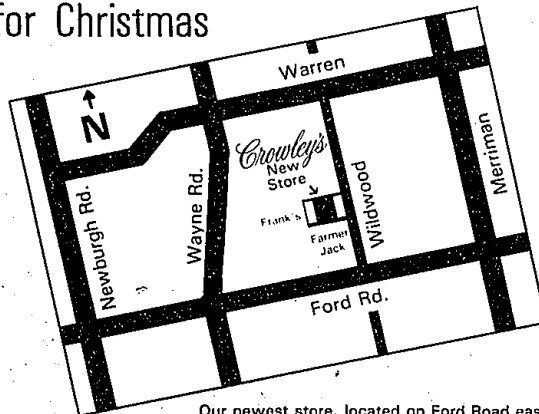 for Christmas
Warren
N
Crowley's
New
Store
Frank's
Farmer
Jack
Newburgh Rd.
Wayne Rd.
Wildwood
Merriman
Ford Rd.
Our newest store, located on Ford Road eas